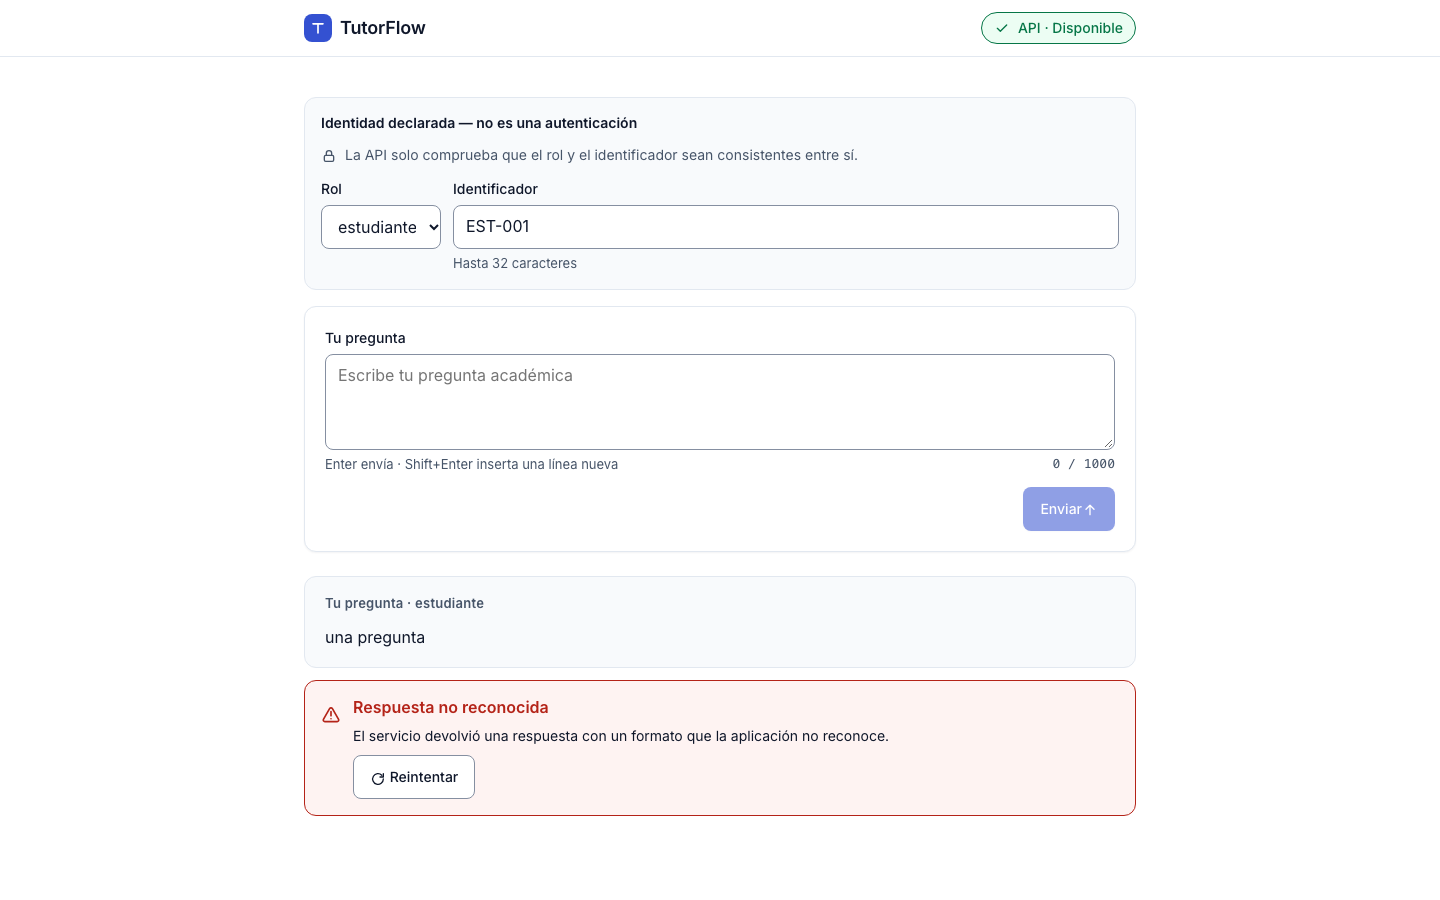 TutorFlow
API · Disponible
Identidad declarada — no es una autenticación
La API solo comprueba que el rol y el identificador sean consistentes entre sí.
Rol
Identificador
estudiante
EST-001
Hasta 32 caracteres
Tu pregunta
Escribe tu pregunta académica
Enter envía · Shift+Enter inserta una línea nueva
0 / 1000
Enviar ↑
Tu pregunta · estudiante
una pregunta
Respuesta no reconocida
El servicio devolvió una respuesta con un formato que la aplicación no reconoce.
Reintentar